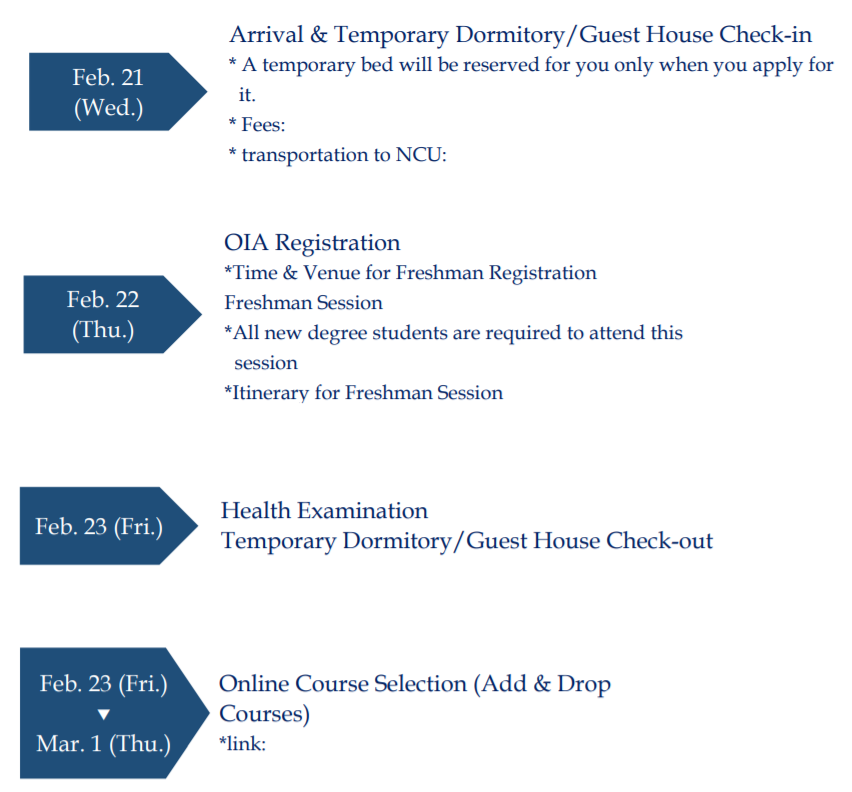 Feb. 21
(Wed.)
Arrival & Temporary Dormitory/Guest House Check-in
* A temporary bed will be reserved for you only when you apply for
it.
* Fees:
* transportation to NCU:
Feb. 22
(Thu.)
OIA Registration
*Time & Venue for Freshman Registration
Freshman Session
*All new degree students are required to attend this
session
*Itinerary for Freshman Session
Feb. 23 (Fri.)
Health Examination
Temporary Dormitory/Guest House Check-out
Feb. 23 (Fri.)
▼
Mar. 1 (Thu.)
Online Course Selection (Add & Drop
Courses)
*link: